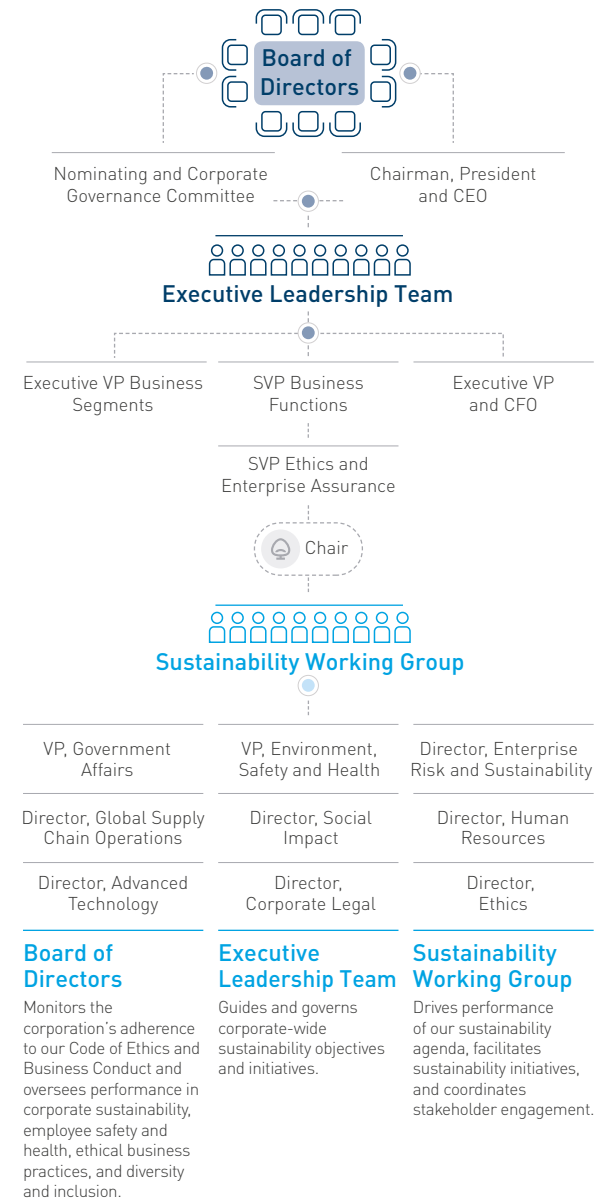 Board of
Directors
Nominating and Corporate
Governance Committee
Chairman, President
and CEO
Executive Leadership Team
Executive VP Business
Segments
SVP Business
Functions
Executive VP
and CFO
SVP Ethics and
Enterprise Assurance
Chair
Sustainability Working Group
VP, Government
Affairs
VP, Environment,
Safety and Health
Director, Enterprise
Risk and Sustainability
Director, Global Supply
Chain Operations
Director, Social
Impact
Director, Human
Resources
Director, Advanced
Technology
Director,
Corporate Legal
Director,
Ethics
Board of
Directors
Monitors the
corporation's adherence
to our Code of Ethics and
Business Conduct and
oversees performance in
corporate sustainability,
employee safety and
health, ethical business
practices, and diversity
and inclusion.
Executive
Leadership Team
Guides and governs
corporate-wide
sustainability objectives
and initiatives.
Sustainability
Working Group
Drives performance
of our sustainability
agenda, facilitates
sustainability initiatives,
and coordinates
stakeholder engagement.